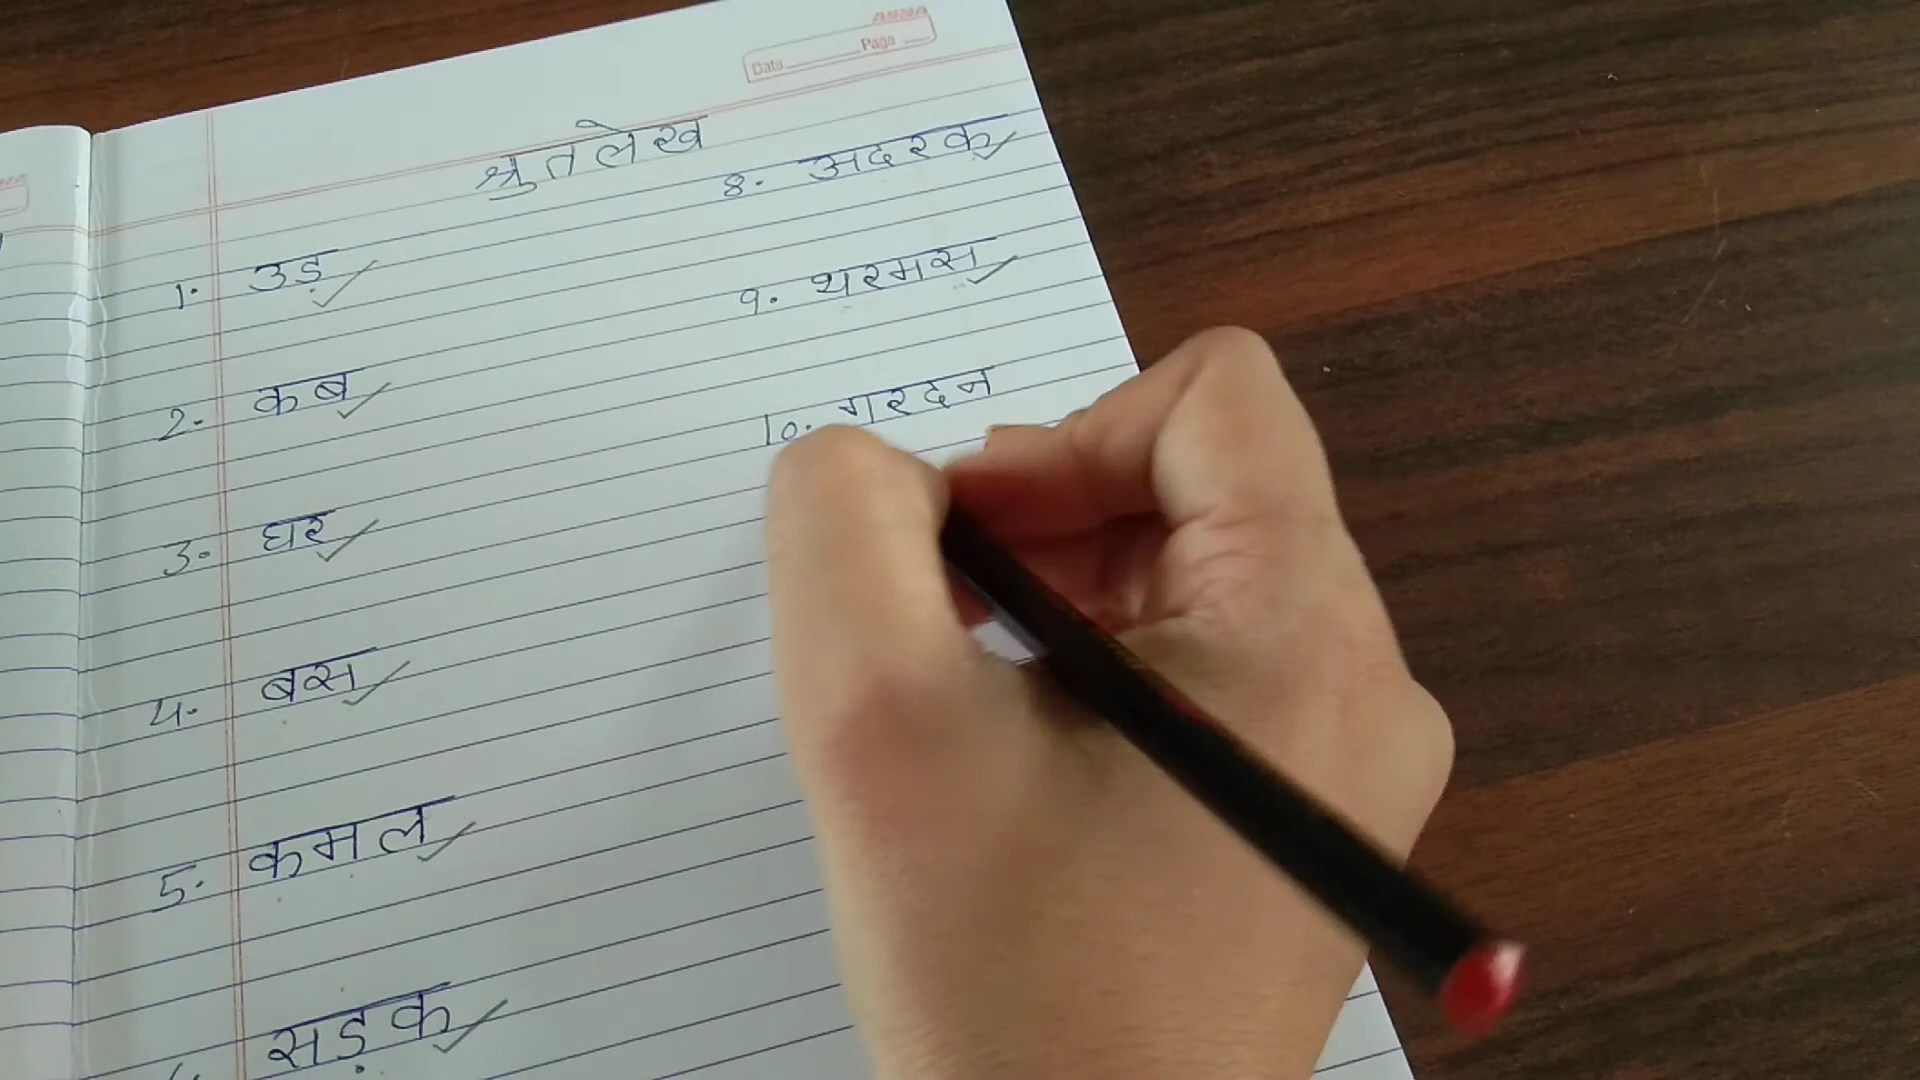 ASHA
Date Page
श्रुतलेख
1. उड़
2. कब
3. घर
4. बस
5. कमल
सड़क
8. अदरक
9. थरमस
10. गरदन